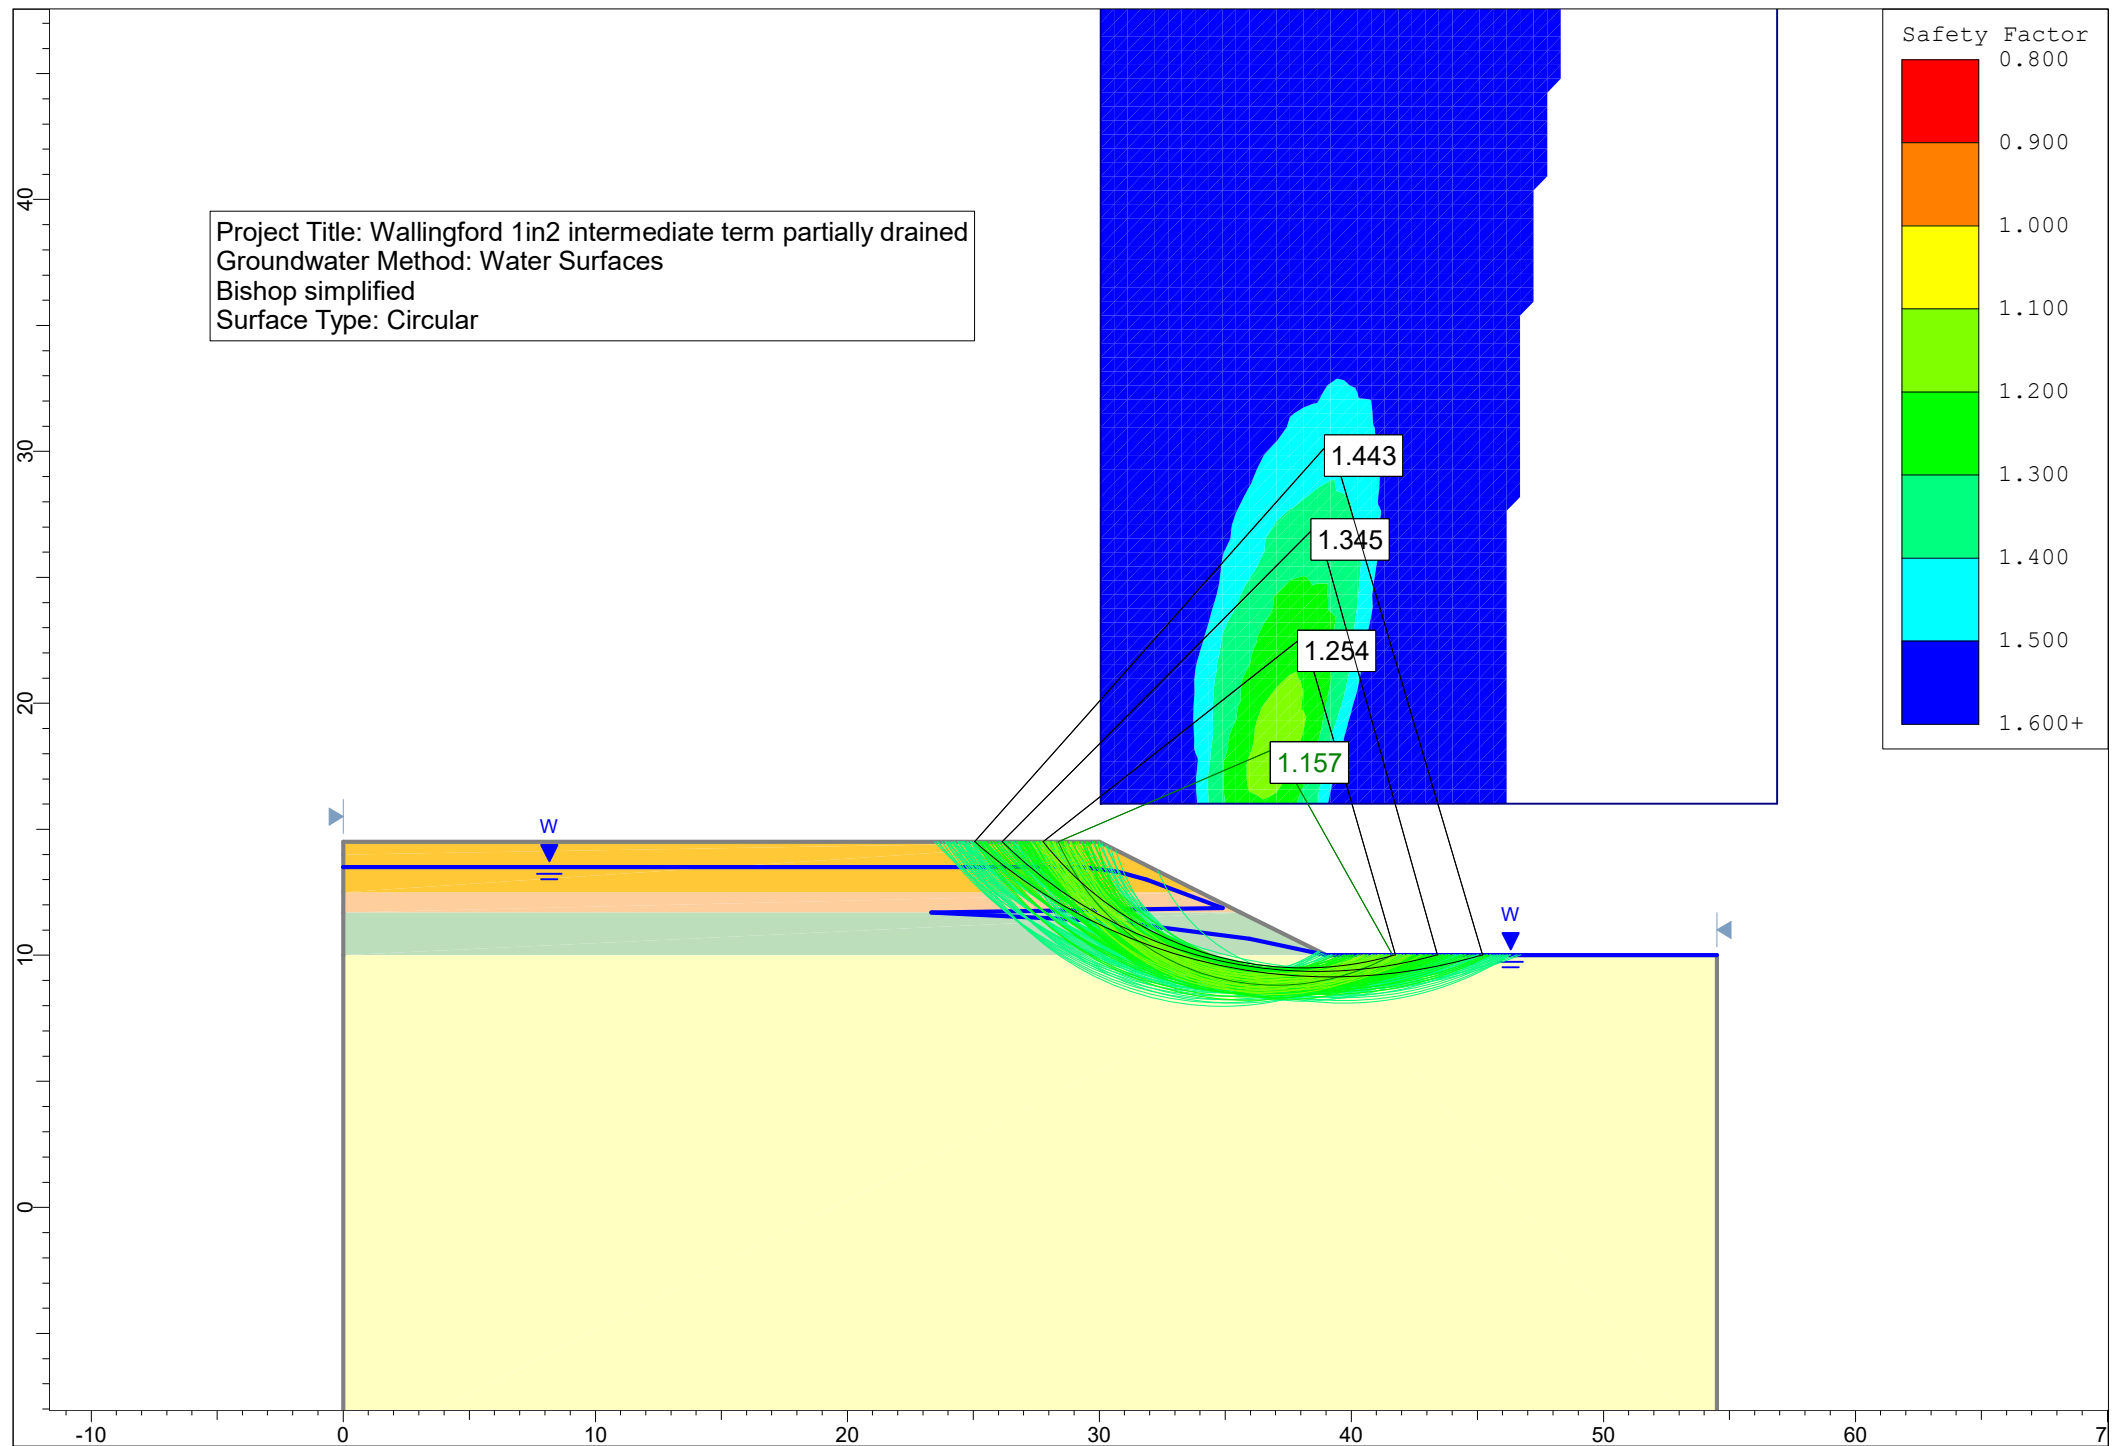 Safety Factor
0.800
0.900
1.000
1.100
1.200
1.300
1.400
1.500
1.600+
Project Title: Wallingford 1in2 intermediate term partially drained
Groundwater Method: Water Surfaces
Bishop simplified
Surface Type: Circular
1.443
1.345
1.254
1.157
W
W
40
30
20
10
0
-10 0 10 20 30 40 50 60 7